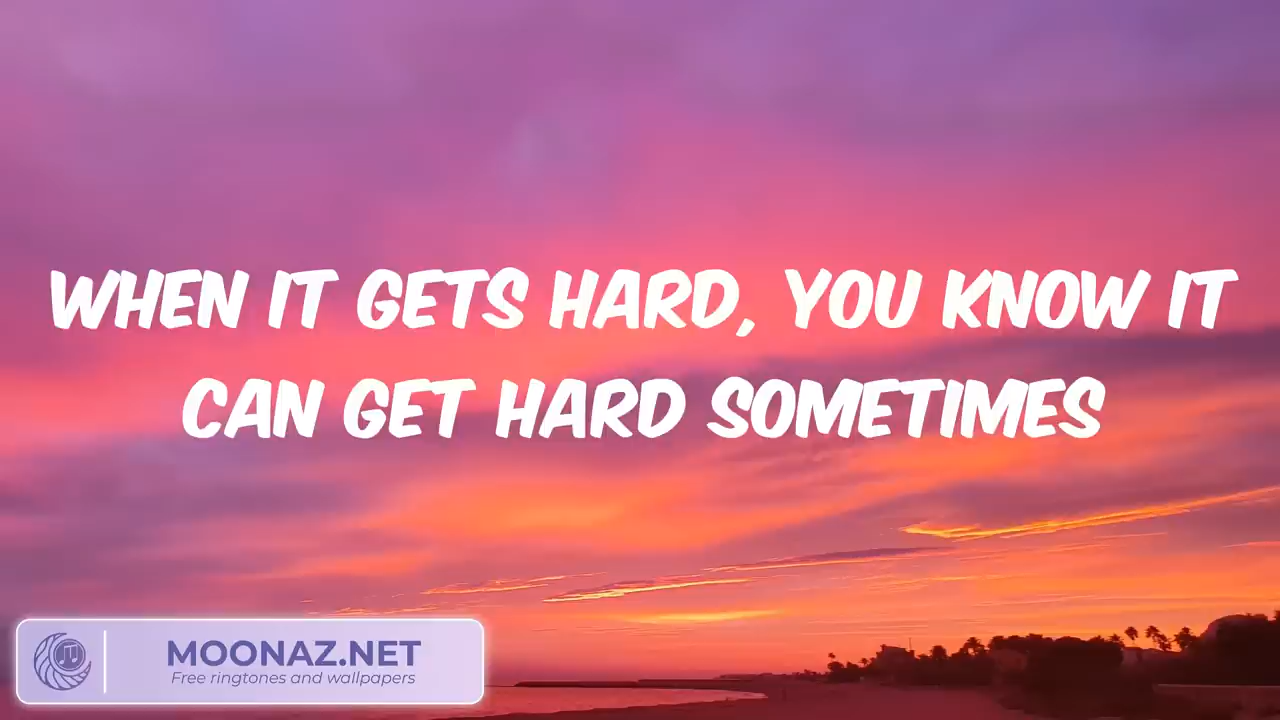 WHEN IT GETS HARD, YOU KNOW IT
CAN GET HARD SOMETIMES
MOONAZ.NET
Free ringtones and wallpapers